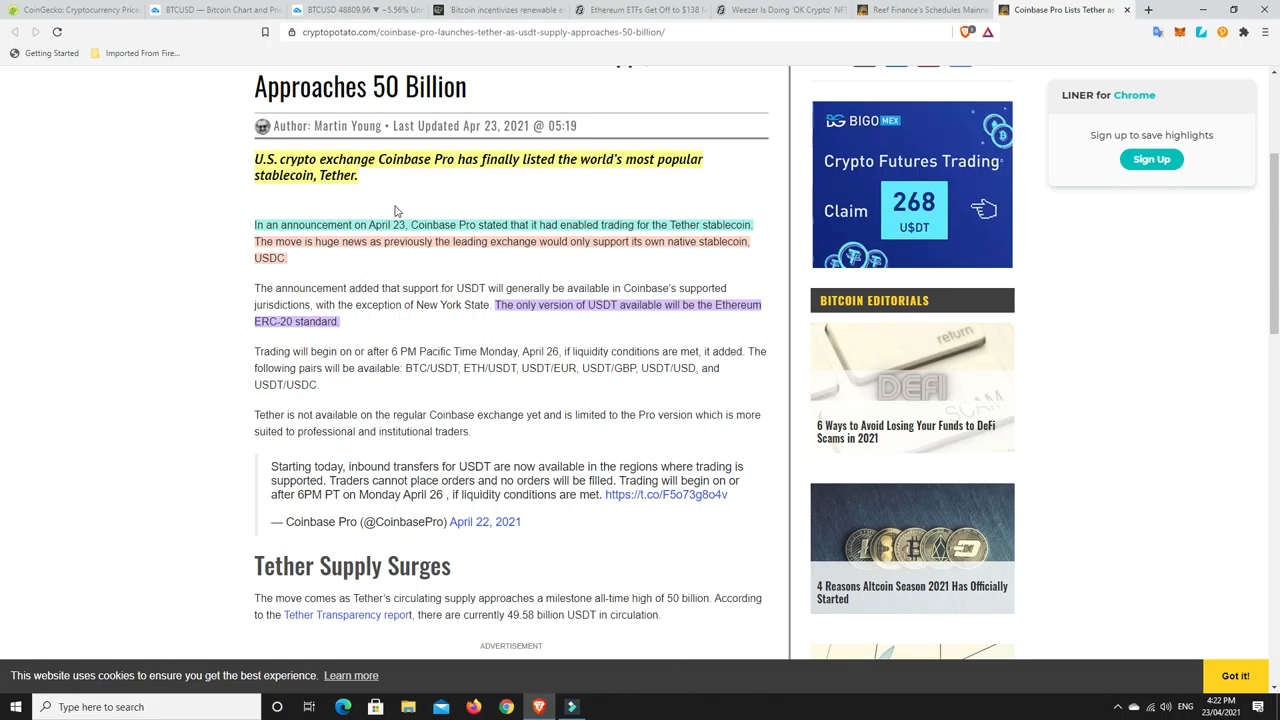 CoinGecko: Cryptocurrency Price
BTCUSD — Bitcoin Chart and Pri
BTCUSD 48809.96 ▼ −5.56% Un
'Bitcoin incentivizes renewable e
Ethereum ETFs Get Off to $138 M
Weezer Is Doing 'OK Crypto' NFT
Reef Finance's Schedules Mainne
Coinbase Pro Lists Tether as
cryptopotato.com/coinbase-pro-launches-tether-as-usdt-supply-approaches-50-billion/
Getting Started
Imported From Fire...
Approaches 50 Billion
Author: Martin Young • Last Updated Apr 23, 2021 @ 05:19
U.S. crypto exchange Coinbase Pro has finally listed the world's most popular
stablecoin, Tether.
In an announcement on April 23, Coinbase Pro stated that it had enabled trading for the Tether stablecoin.
The move is huge news as previously the leading exchange would only support its own native stablecoin,
USDC.
The announcement added that support for USDT will generally be available in Coinbase's supported
jurisdictions, with the exception of New York State. The only version of USDT available will be the Ethereum
ERC-20 standard.
Trading will begin on or after 6 PM Pacific Time Monday, April 26, if liquidity conditions are met, it added. The
following pairs will be available: BTC/USDT, ETH/USDT, USDT/EUR, USDT/GBP, USDT/USD, and
USDT/USDC.
Tether is not available on the regular Coinbase exchange yet and is limited to the Pro version which is more
suited to professional and institutional traders.
Starting today, inbound transfers for USDT are now available in the regions where trading is
supported. Traders cannot place orders and no orders will be filled. Trading will begin on or
after 6PM PT on Monday April 26 , if liquidity conditions are met. https://t.co/F5o73g8o4v
— Coinbase Pro (@CoinbasePro) April 22, 2021
Tether Supply Surges
The move comes as Tether's circulating supply approaches a milestone all-time high of 50 billion. According
to the Tether Transparency report, there are currently 49.58 billion USDT in circulation.
ADVERTISEMENT
BIGO MEX
Crypto Futures Trading
Claim
268
U$DT
BITCOIN EDITORIALS
return
DEFI
SCAM
6 Ways to Avoid Losing Your Funds to DeFi
Scams in 2021
4 Reasons Altcoin Season 2021 Has Officially
Started
LINER for Chrome
Sign up to save highlights
Sign Up
This website uses cookies to ensure you get the best experience. Learn more
Got it!
Type here to search
ENG
4:22 PM
23/04/2021